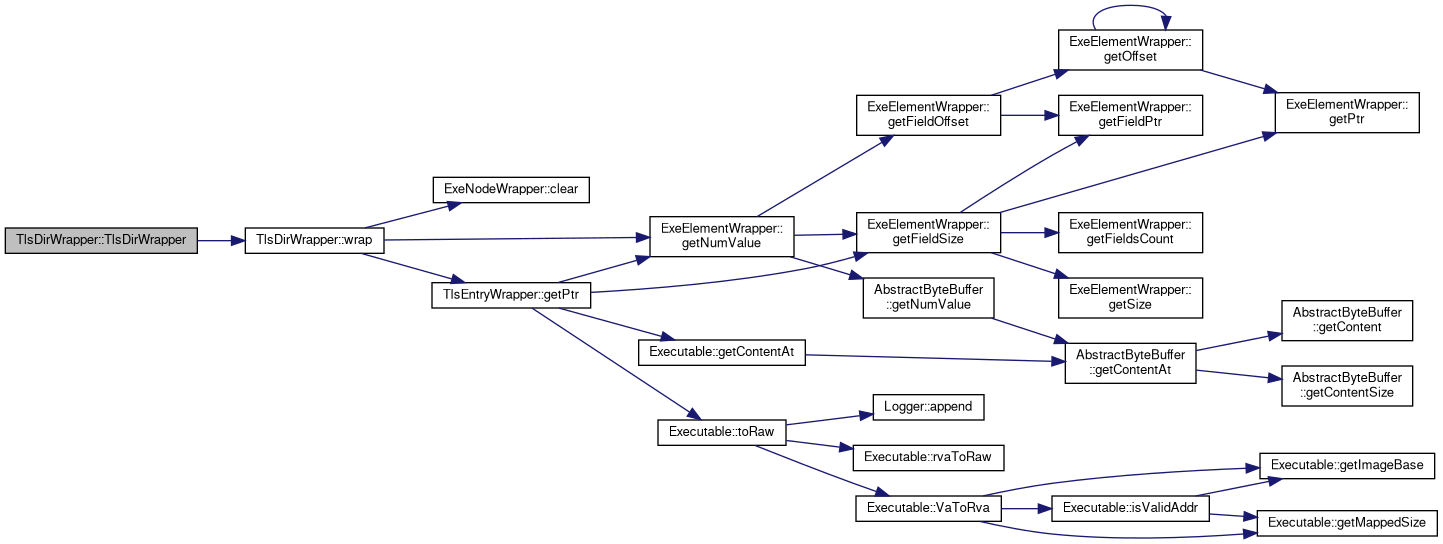 TlsDirWrapper::TlsDirWrapper
TlsDirWrapper::wrap
ExeNodeWrapper::clear
TlsEntryWrapper::getPtr
ExeElementWrapper::
getNumValue
Executable::getContentAt
Executable::toRaw
ExeElementWrapper::
getFieldOffset
ExeElementWrapper::
getFieldSize
AbstractByteBuffer
::getNumValue
Logger::append
Executable::rvaToRaw
Executable::VaToRva
ExeElementWrapper::
getOffset
ExeElementWrapper::
getFieldPtr
ExeElementWrapper::
getFieldsCount
ExeElementWrapper::
getSize
AbstractByteBuffer
::getContentAt
Executable::isValidAddr
ExeElementWrapper::
getPtr
AbstractByteBuffer
::getContent
AbstractByteBuffer
::getContentSize
Executable::getImageBase
Executable::getMappedSize